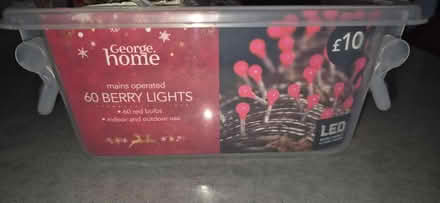 George.
home
mains operated
60 BERRY LIGHTS
• 60 red bulbs
• indoor and outdoor use
£10
LED